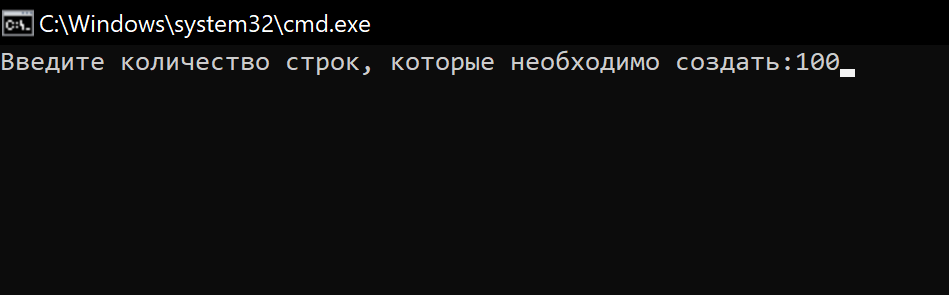 C:\Windows\system32\cmd.exe
Введите количество строк, которые необходимо создать:100